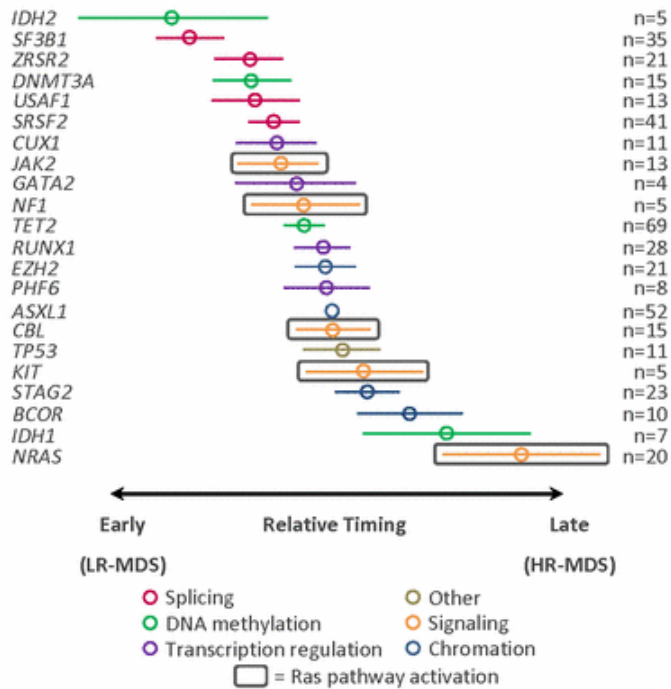 IDH2 n=5
SF3B1 n=35
ZRSR2 n=21
DNMT3A n=15
USAF1 n=13
SRSF2 n=41
CUX1 n=11
JAK2 n=13
GATA2 n=4
NF1 n=5
TET2 n=69
RUNX1 n=28
EZH2 n=21
PHF6 n=8
ASXL1 n=52
CBL n=15
TP53 n=11
KIT n=5
STAG2 n=23
BCOR n=10
IDH1 n=7
NRAS n=20
Early Relative Timing Late
(LR-MDS) (HR-MDS)
Splicing Other
DNA methylation Signaling
Transcription regulation Chromation
= Ras pathway activation